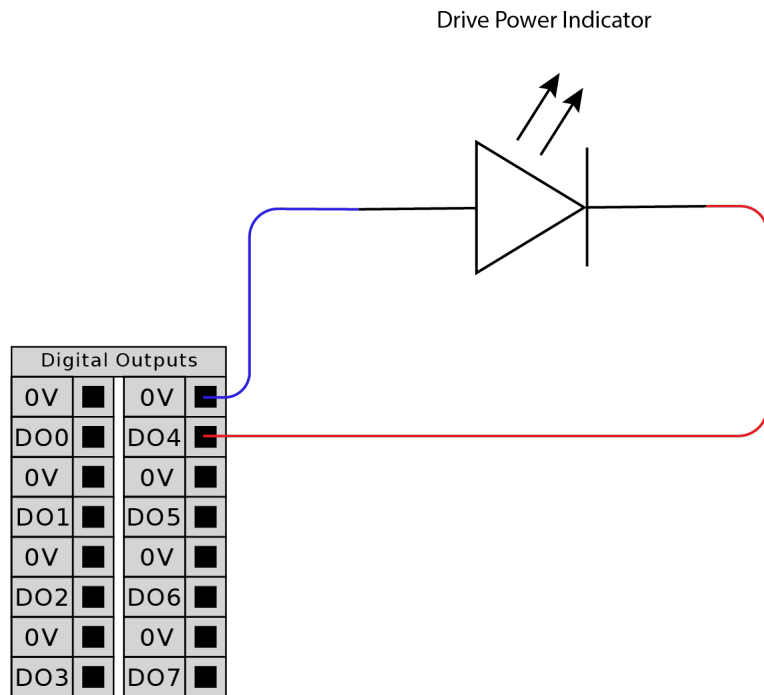 Drive Power Indicator
Digital Outputs
0V 0V
DO0 DO4
0V 0V
DO1 DO5
0V 0V
DO2 DO6
0V 0V
DO3 DO7